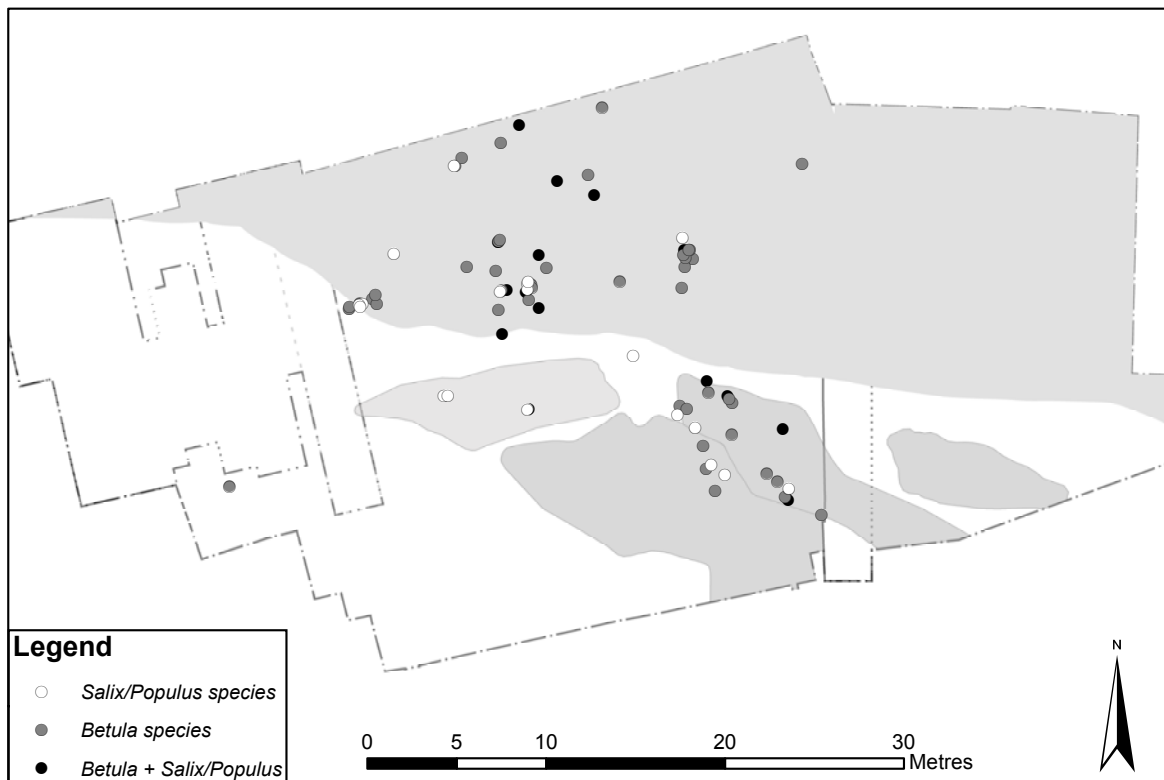 N
Legend
Salix/Populus species
Betula species
Betula + Salix/Populus
0 5 10 20 30
Metres